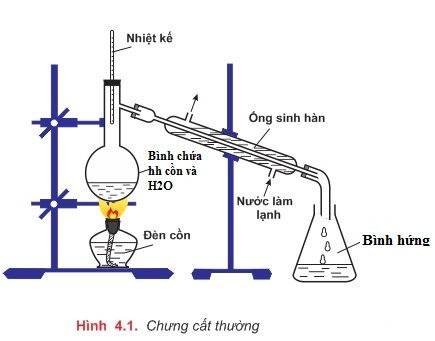 Nhiệt kế
Ống sinh hàn
Bình chứa
hh cồn và
H2O
Nước làm
lạnh
Bình hứng
Đèn cồn
Hình 4.1. Chưng cất thường